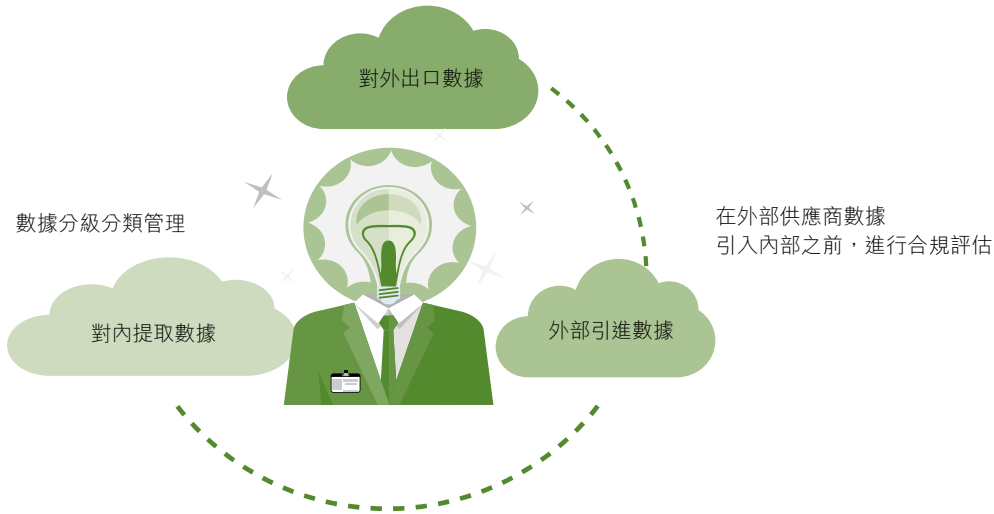 對外出口數據
數據分級分類管理
在外部供應商數據
引入內部之前，進行合規評估
對內提取數據
外部引進數據